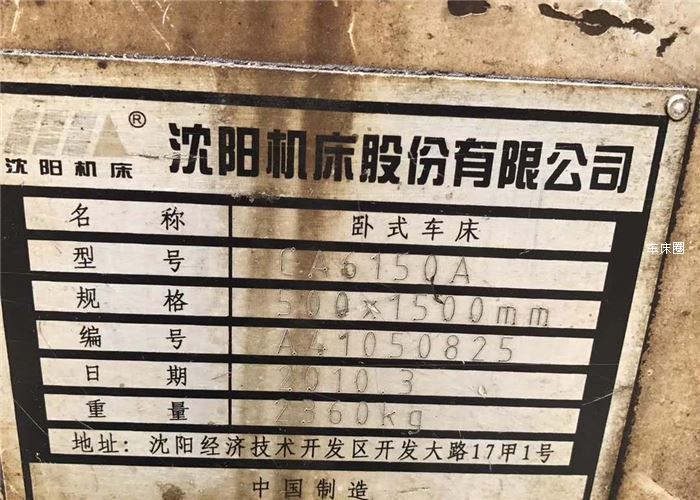 沈阳机床 ® 沈阳机床股份有限公司
名称 卧式车床
型号 CA6150A
规格 500×1500mm
编号 A41050825
日期 2010.3
重量 2360kg
地址: 沈阳经济技术开发区开发大路17甲1号
中国制造
车床圈